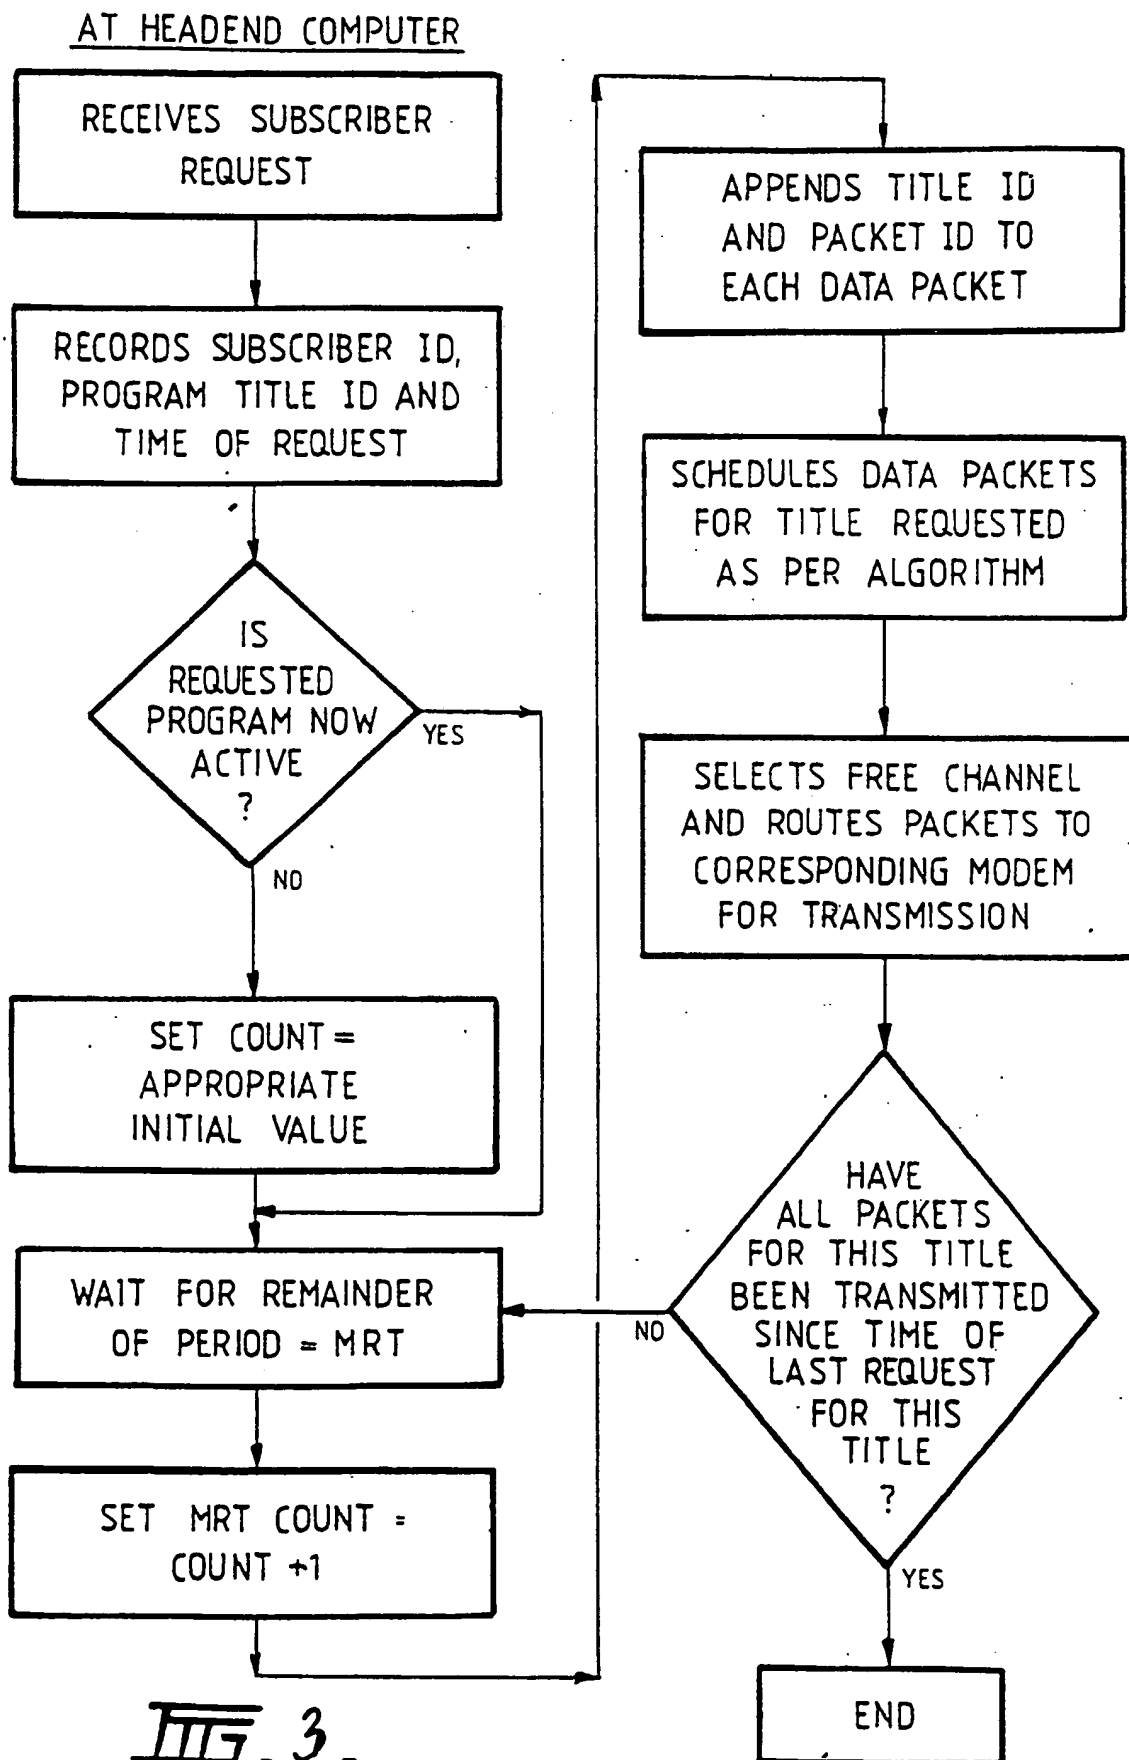 AT HEADEND COMPUTER
RECEIVES SUBSCRIBER
REQUEST
RECORDS SUBSCRIBER ID,
PROGRAM TITLE ID AND
TIME OF REQUEST
IS
REQUESTED
PROGRAM NOW
ACTIVE
?
YES
NO
SET COUNT =
APPROPRIATE
INITIAL VALUE
WAIT FOR REMAINDER
OF PERIOD = MRT
SET MRT COUNT =
COUNT +1
APPENDS TITLE ID
AND PACKET ID TO
EACH DATA PACKET
SCHEDULES DATA PACKETS
FOR TITLE REQUESTED
AS PER ALGORITHM
SELECTS FREE CHANNEL
AND ROUTES PACKETS TO
CORRESPONDING MODEM
FOR TRANSMISSION
HAVE
ALL PACKETS
FOR THIS TITLE
BEEN TRANSMITTED
SINCE TIME OF
LAST REQUEST
FOR THIS
TITLE
?
NO
YES
END
FIG. 3.